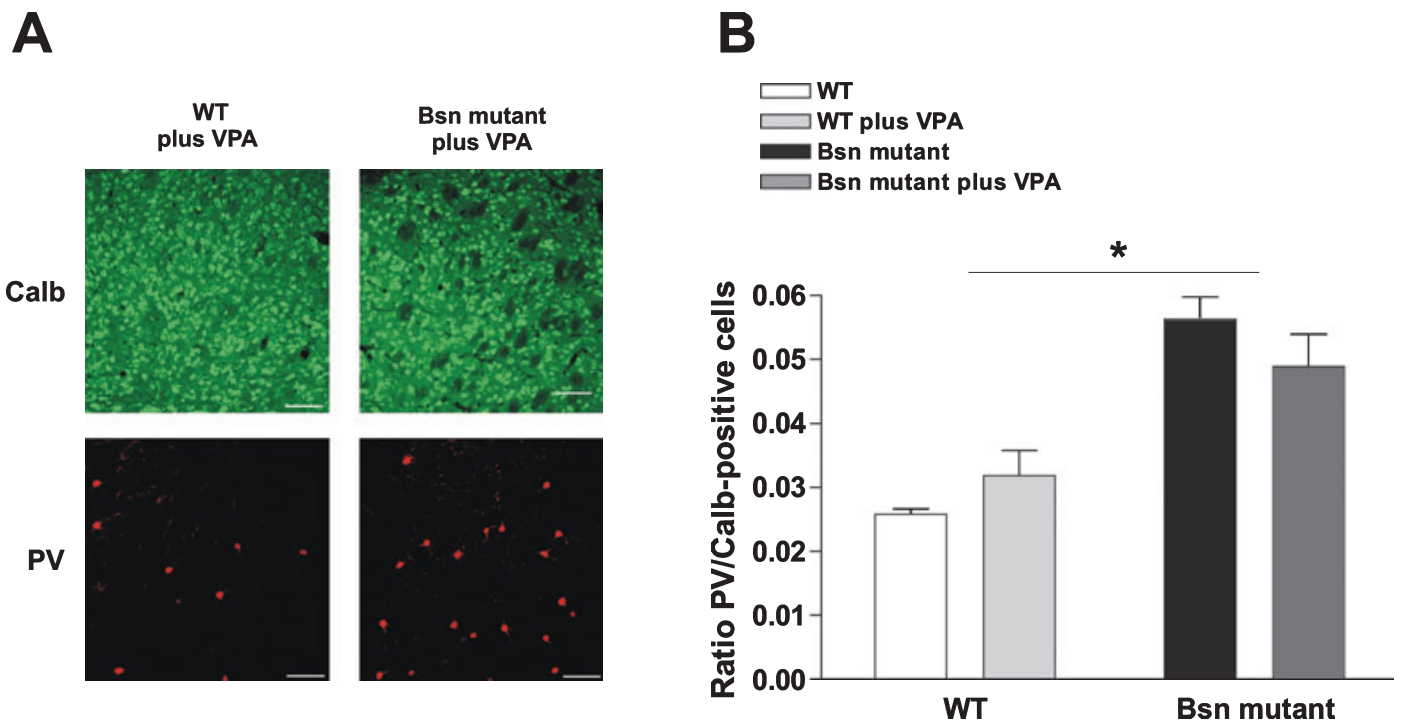 A
WT
plus VPA
Bsn mutant
plus VPA
Calb
PV
B
WT
WT plus VPA
Bsn mutant
Bsn mutant plus VPA
*
Ratio PV/Calb-positive cells
0.06
0.05
0.04
0.03
0.02
0.01
0.00
WT
Bsn mutant